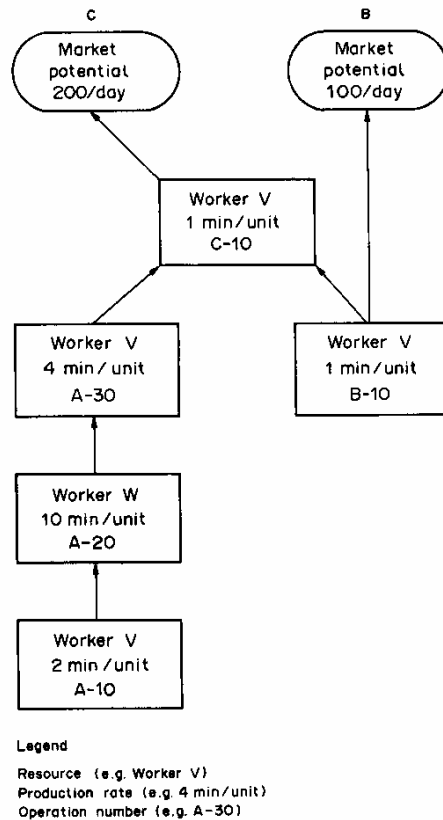 C
B
Market
potential
200/day
Market
potential
100/day
Worker V
1 min/unit
C-10
Worker V
4 min/unit
A-30
Worker V
1 min/unit
B-10
Worker W
10 min/unit
A-20
Worker V
2 min/unit
A-10
Legend
Resource (e.g. Worker V)
Production rate (e.g. 4 min/unit)
Operation number (e.g. A-30)